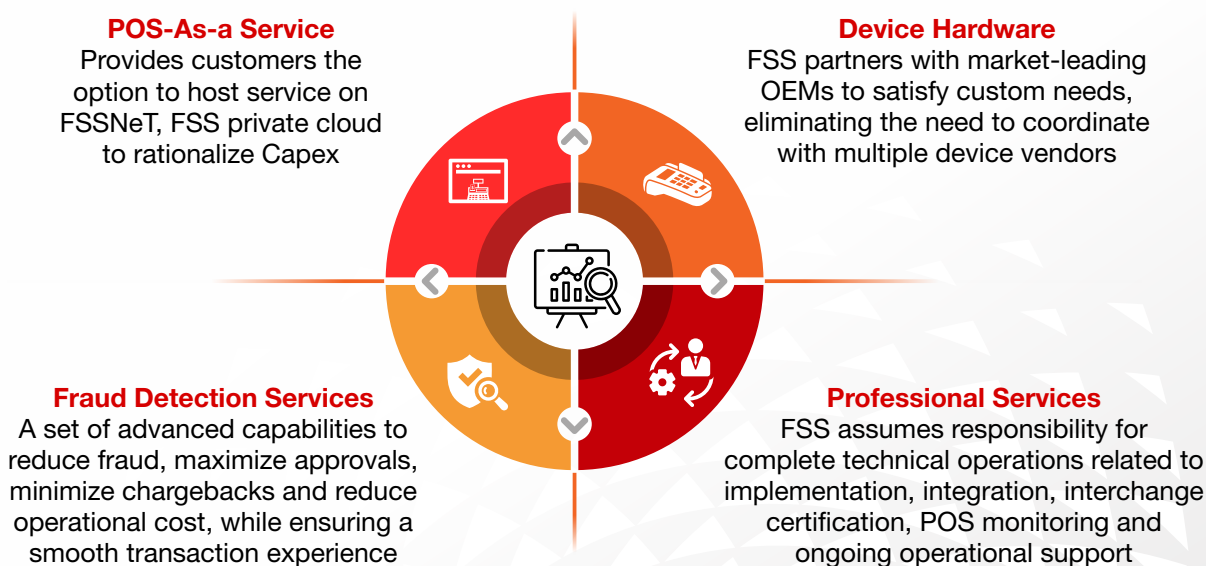 POS-As-a Service
Provides customers the
option to host service on
FSSNeT, FSS private cloud
to rationalize Capex
Device Hardware
FSS partners with market-leading
OEMs to satisfy custom needs,
eliminating the need to coordinate
with multiple device vendors
Fraud Detection Services
A set of advanced capabilities to
reduce fraud, maximize approvals,
minimize chargebacks and reduce
operational cost, while ensuring a
smooth transaction experience
Professional Services
FSS assumes responsibility for
complete technical operations related to
implementation, integration, interchange
certification, POS monitoring and
ongoing operational support